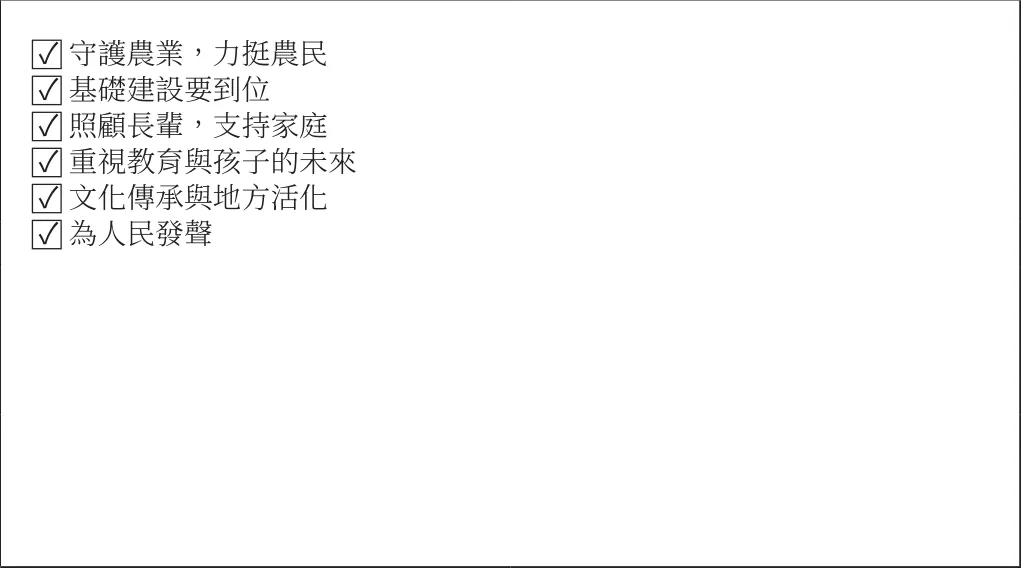 ☑守護農業，力挺農民
☑基礎建設要到位
☑照顧長輩，支持家庭
☑重視教育與孩子的未來
☑文化傳承與地方活化
☑為人民發聲